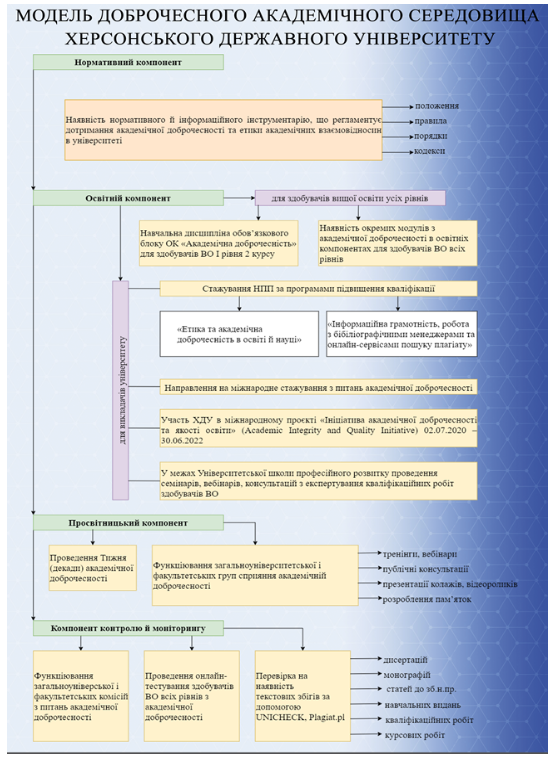 МОДЕЛЬ ДОБРОЧЕСНОГО АКАДЕМІЧНОГО СЕРЕДОВИЩА
ХЕРСОНСЬКОГО ДЕРЖАВНОГО УНІВЕРСИТЕТУ
Нормативний компонент
Наявність нормативного й інформаційного інструментарію, що регламентує
дотримання академічної доброчесності та етики академічних взаємовідносин
в університеті
положення
правила
порядки
кодекси
Освітній компонент
для здобувачів вищої освіти усіх рівнів
Навчальна дисципліна обов’язкового
блоку ОК «Академічна доброчесність»
для здобувачів ВО І рівня 2 курсу
Наявність окремих модулів з
академічної доброчесності в освітніх
компонентах для здобувачів ВО всіх
рівнів
для викладачів університету
Стажування НПП за програмами підвищення кваліфікації
«Етика та академічна
доброчесність в освіті й науці»
«Інформаційна грамотність, робота
з бібіліографічними менеджерами та
онлайн-сервісами пошуку плагіату»
Направлення на міжнародне стажування з питань академічної доброчесності
Участь ХДУ в міжнародному проєкті «Ініціатива академічної доброчесності
та якості освіти» (Academic Integrity and Quality Initiative) 02.07.2020 –
30.06.2022
У межах Університетської школи професійного розвитку проведення
семінарів, вебінарів, консультацій з експертування кваліфікаційних робіт
здобувачів ВО
Просвітницький компонент
Проведення Тижня
(декади) академічної
доброчесності
Функціювання загальноуніверситетської і
факультетських груп сприяння академічній
доброчесності
тренінги, вебінари
публічні консультації
презентації колажів, відеороликів
розроблення пам’яток
Компонент контролю й моніторингу
Функціювання
загальноуніверської і
факультетських комісій
з питань академічної
доброчесності
Проведення онлайн-
тестування здобувачів
ВО всіх рівнів з
академічної
доброчесності
Перевірка на
наявність
текстових збігів за
допомогою
UNICHECK, Plagiat.pl
дисертацій
монографій
статей до зб.н.пр.
навчальних видань
кваліфікаційних робіт
курсових робіт